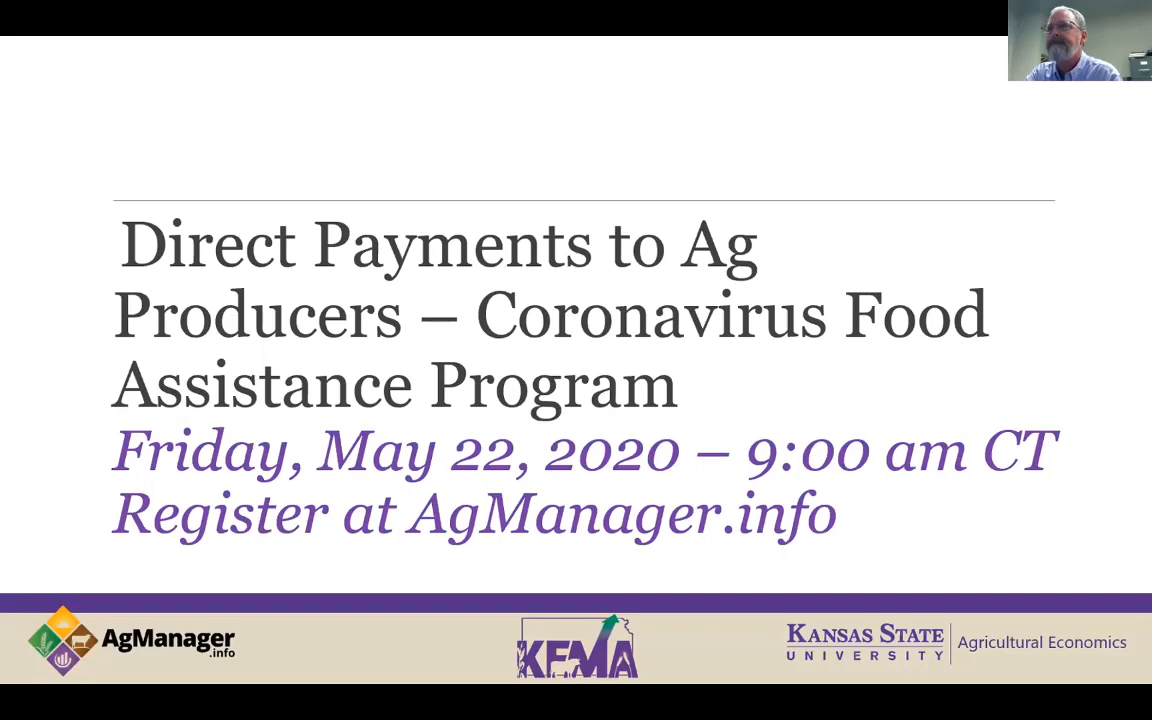 Direct Payments to Ag
Producers – Coronavirus Food
Assistance Program
Friday, May 22, 2020 – 9:00 am CT
Register at AgManager.info
AgManager
.info
KFMA
KANSAS STATE
UNIVERSITY
Agricultural Economics